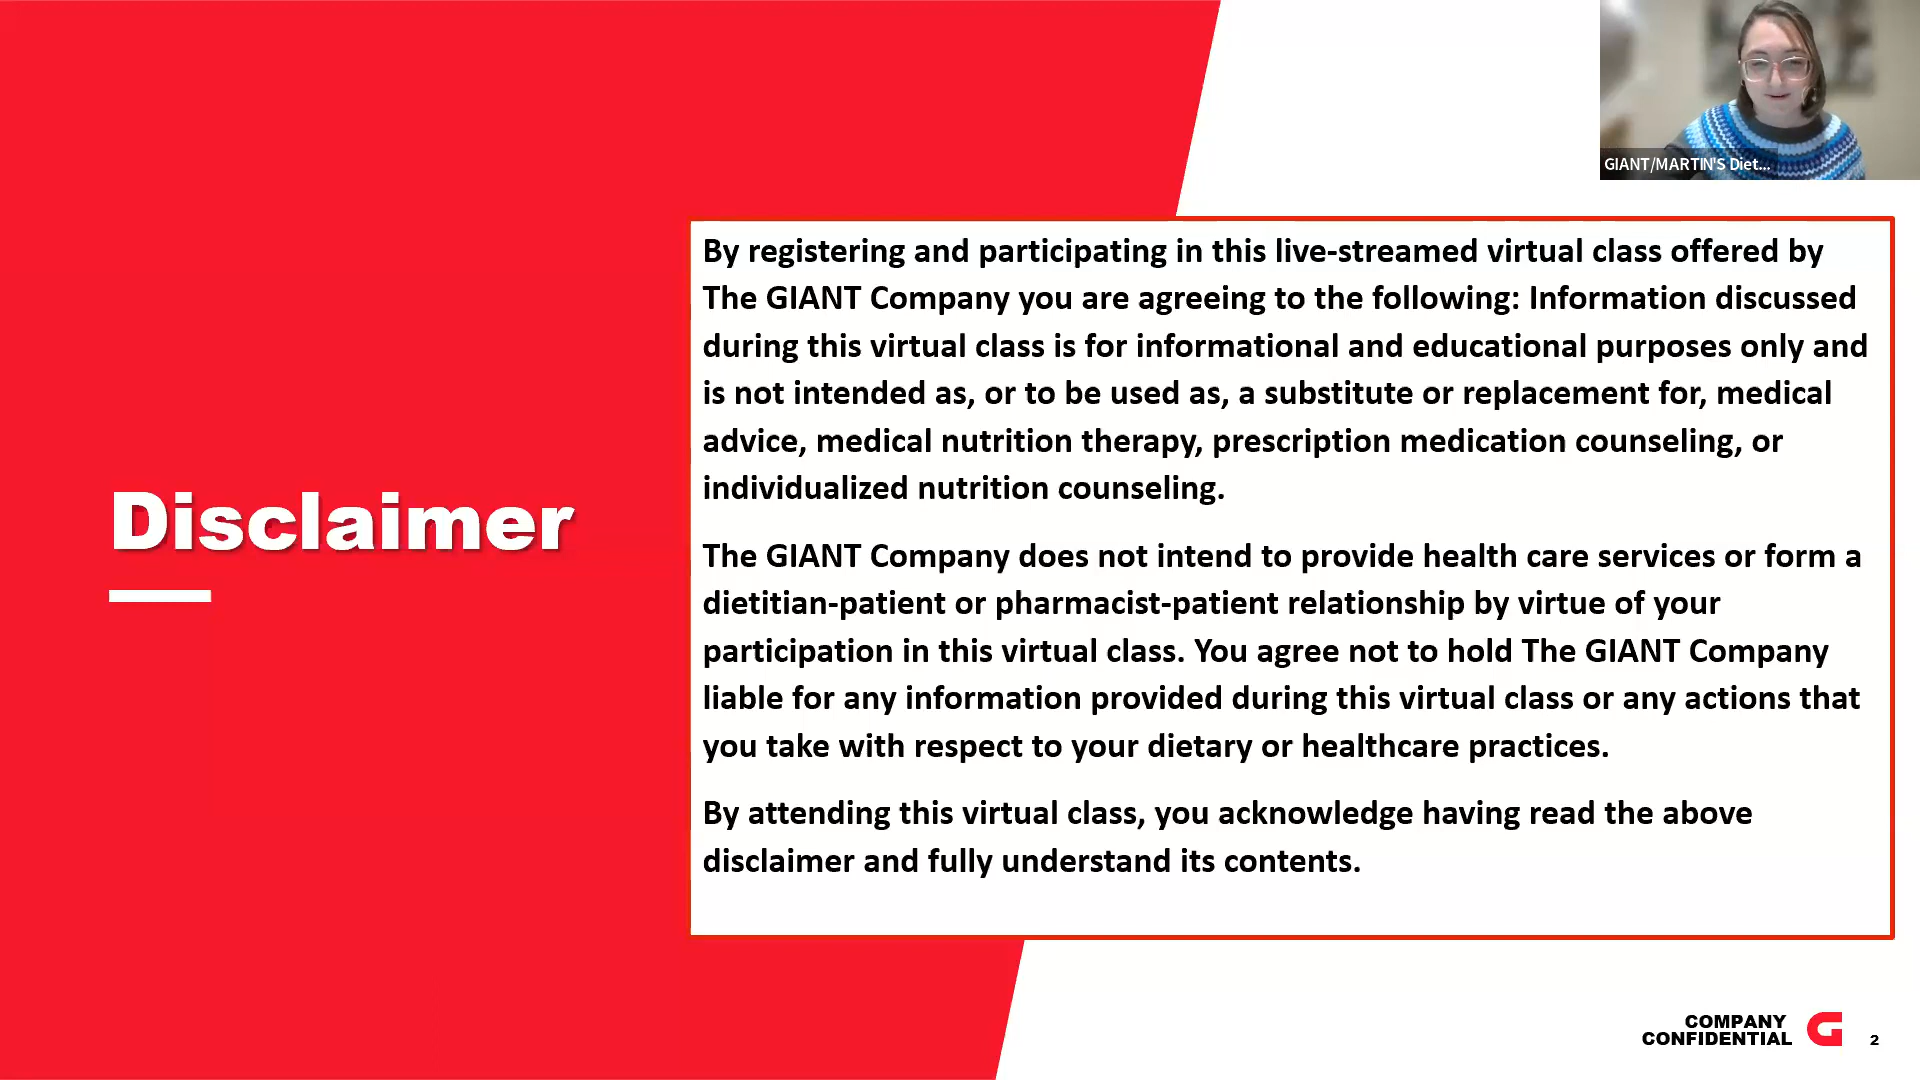 GIANT/MARTIN'S Diet...
By registering and participating in this live-streamed virtual class offered by
The GIANT Company you are agreeing to the following: Information discussed
during this virtual class is for informational and educational purposes only and
is not intended as, or to be used as, a substitute or replacement for, medical
advice, medical nutrition therapy, prescription medication counseling, or
individualized nutrition counseling.
Disclaimer
The GIANT Company does not intend to provide health care services or form a
dietitian-patient or pharmacist-patient relationship by virtue of your
participation in this virtual class. You agree not to hold The GIANT Company
liable for any information provided during this virtual class or any actions that
you take with respect to your dietary or healthcare practices.
By attending this virtual class, you acknowledge having read the above
disclaimer and fully understand its contents.
COMPANY
CONFIDENTIAL
2